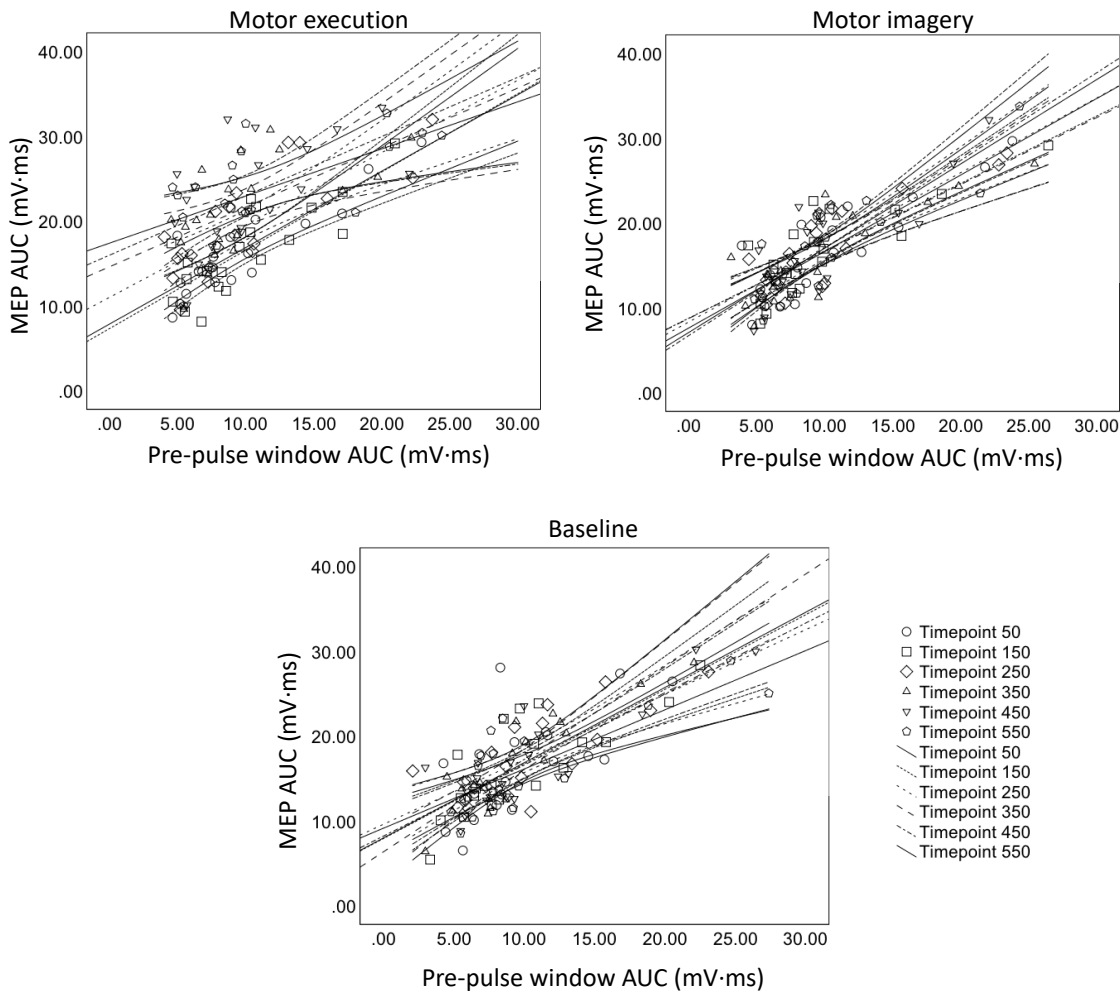 Motor execution
40.00
30.00
20.00
10.00
.00
MEP AUC (mV·ms)
.00 5.00 10.00 15.00 20.00 25.00 30.00
Pre-pulse window AUC (mV·ms)
Motor imagery
40.00
30.00
20.00
10.00
.00
MEP AUC (mV·ms)
.00 5.00 10.00 15.00 20.00 25.00 30.00
Pre-pulse window AUC (mV·ms)
Baseline
40.00
30.00
20.00
10.00
.00
MEP AUC (mV·ms)
.00 5.00 10.00 15.00 20.00 25.00 30.00
Pre-pulse window AUC (mV·ms)
Timepoint 50
Timepoint 150
Timepoint 250
Timepoint 350
Timepoint 450
Timepoint 550
Timepoint 50
Timepoint 150
Timepoint 250
Timepoint 350
Timepoint 450
Timepoint 550